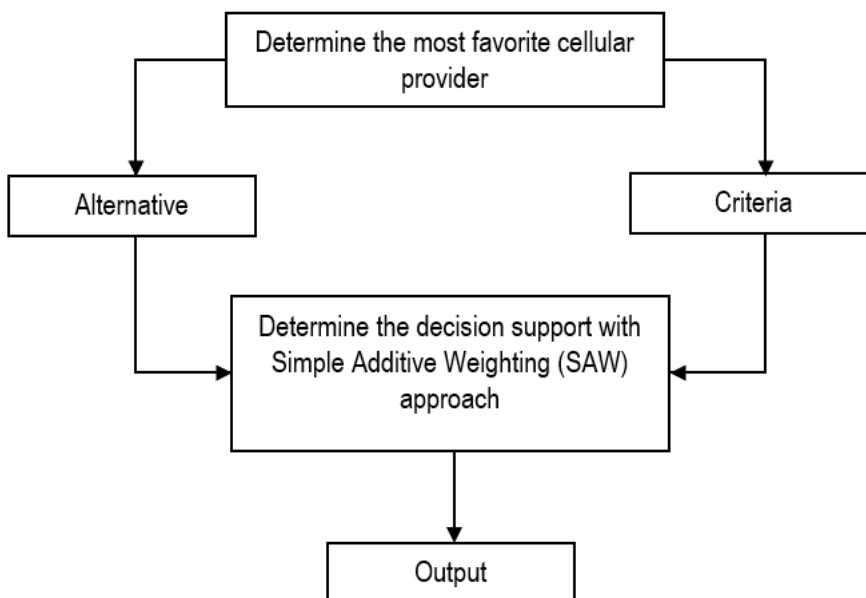 Determine the most favorite cellular
provider
Alternative
Criteria
Determine the decision support with
Simple Additive Weighting (SAW)
approach
Output